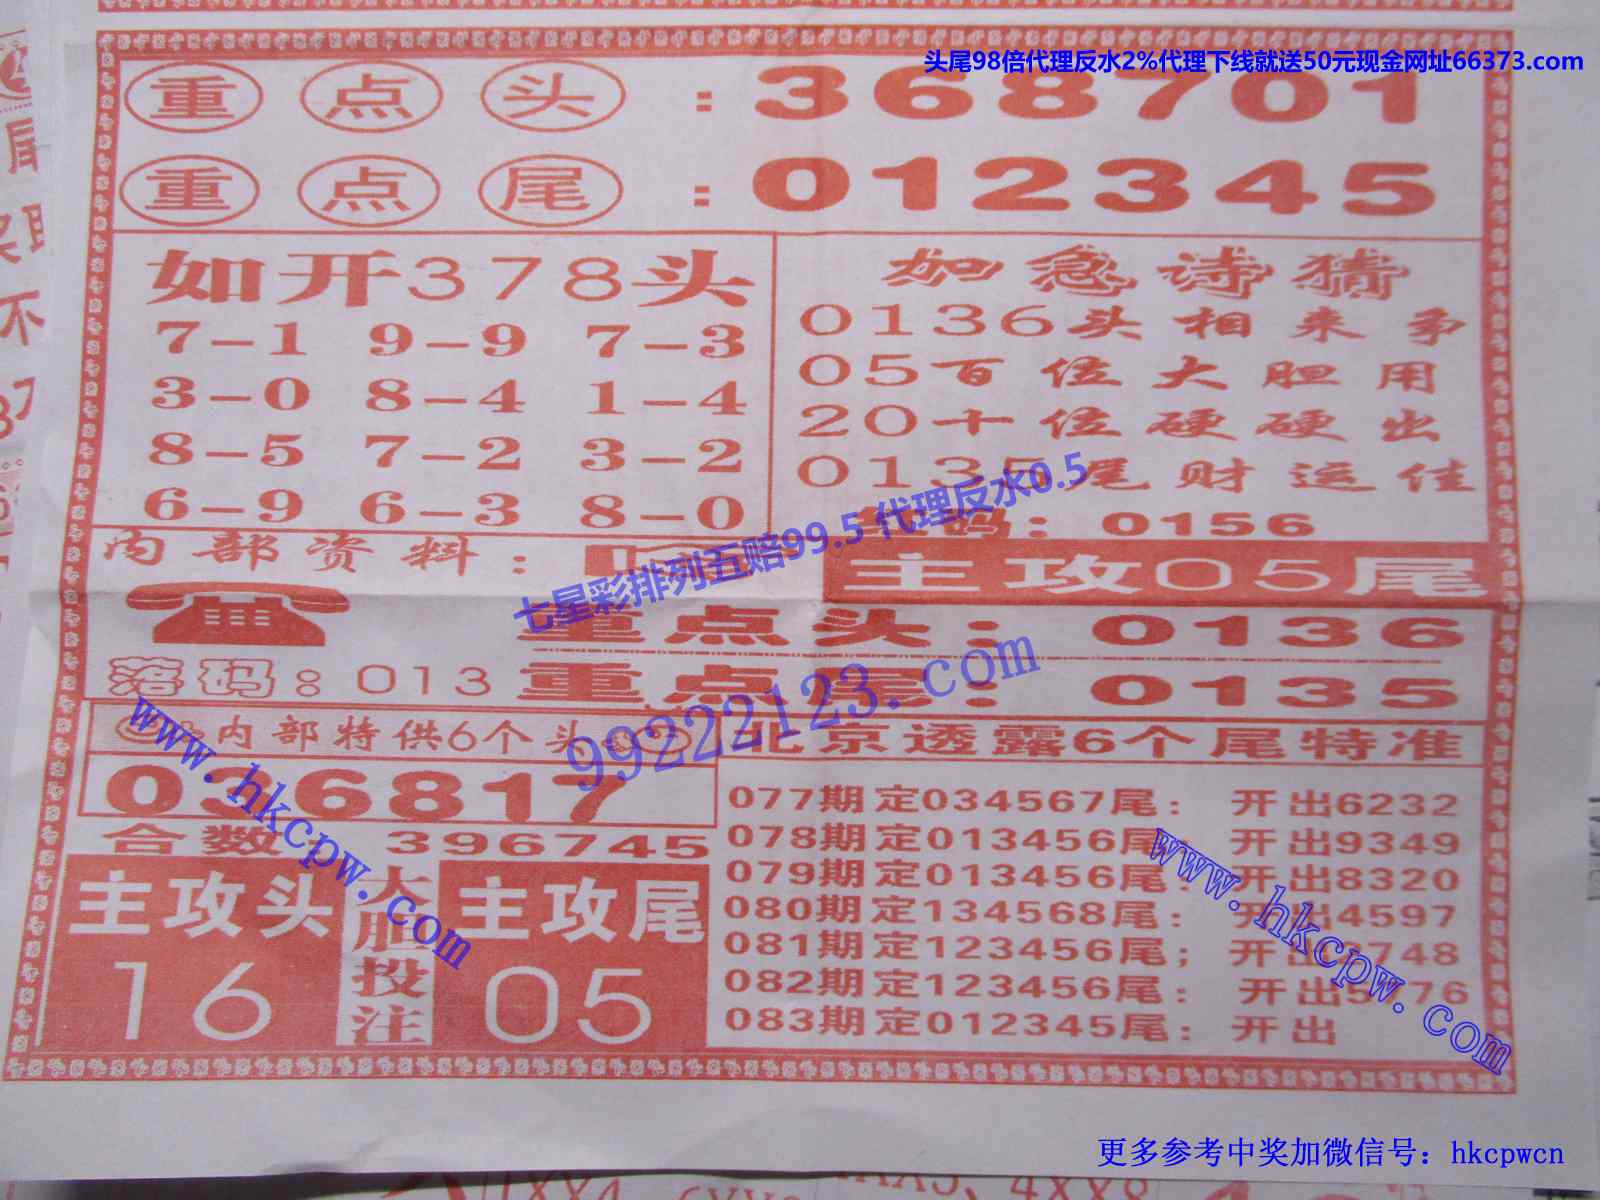 头尾98倍代理反水2%代理下线就送50元现金网址66373.com
重点头：368701
重点尾：012345
如开378头
7-1 9-9 7-3
3-0 8-4 1-4
8-5 7-2 3-2
6-9 6-3 8-0
如急诗猜
0136头相来争
05百位大胆用
20十位硬硬出
0135尾财运佳
码：0156
内部资料：
主攻05尾
七星彩排列五赔99.5 代理反水0.5
重点头：0136
落码：013
重点尾：0135
99222123.com
内部特供6个头
036817
合数 396745
主攻头
16
大胆投注
主攻尾
05
北京透露6个尾特准
077期定034567尾：开出6232
078期定013456尾：开出9349
079期定013456尾：开出8320
080期定134568尾：开出4597
081期定123456尾；开出 748
082期定123456尾：开出5 76
083期定012345尾：开出
www.hkcpw.com
www.hkcpw.com
更多参考中奖加微信号：hkcpwcn